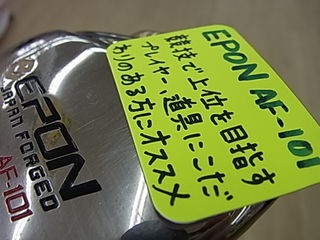 EPON AF-101
競技で上位を目指す
プレイヤー、道具にこだ
わりのある方にオススメ
EPON
JAPAN FORGED
AF-101